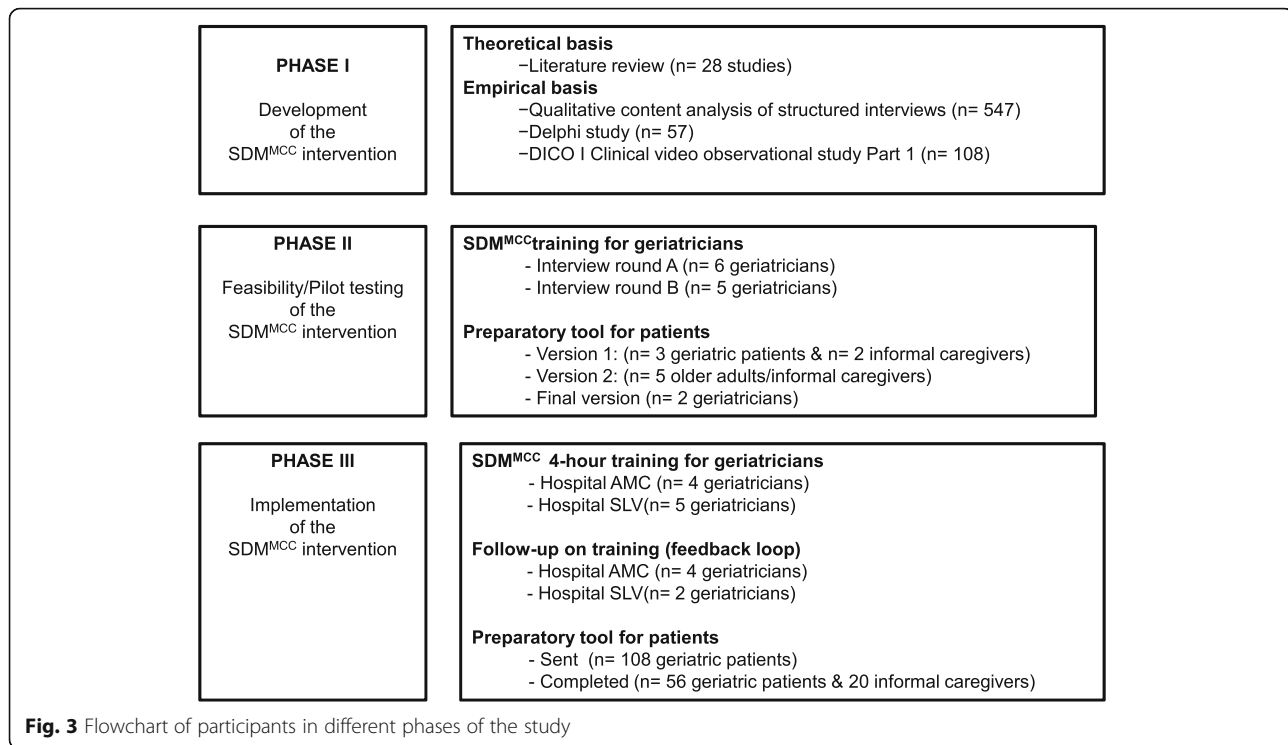 PHASE I
Development
of the
SDMMCC intervention
Theoretical basis
−Literature review (n= 28 studies)
Empirical basis
−Qualitative content analysis of structured interviews (n= 547)
−Delphi study (n= 57)
−DICO I Clinical video observational study Part 1 (n= 108)
PHASE II
Feasibility/Pilot testing
of the
SDMMCC intervention
SDMMCCtraining for geriatricians
- Interview round A (n= 6 geriatricians)
- Interview round B (n= 5 geriatricians)
Preparatory tool for patients
- Version 1: (n= 3 geriatric patients & n= 2 informal caregivers)
- Version 2: (n= 5 older adults/informal caregivers)
- Final version (n= 2 geriatricians)
PHASE III
Implementation
of the
SDMMCC intervention
SDMMCC 4-hour training for geriatricians
- Hospital AMC (n= 4 geriatricians)
- Hospital SLV(n= 5 geriatricians)
Follow-up on training (feedback loop)
- Hospital AMC (n= 4 geriatricians)
- Hospital SLV(n= 2 geriatricians)
Preparatory tool for patients
- Sent (n= 108 geriatric patients)
- Completed (n= 56 geriatric patients & 20 informal caregivers)
Fig. 3 Flowchart of participants in different phases of the study